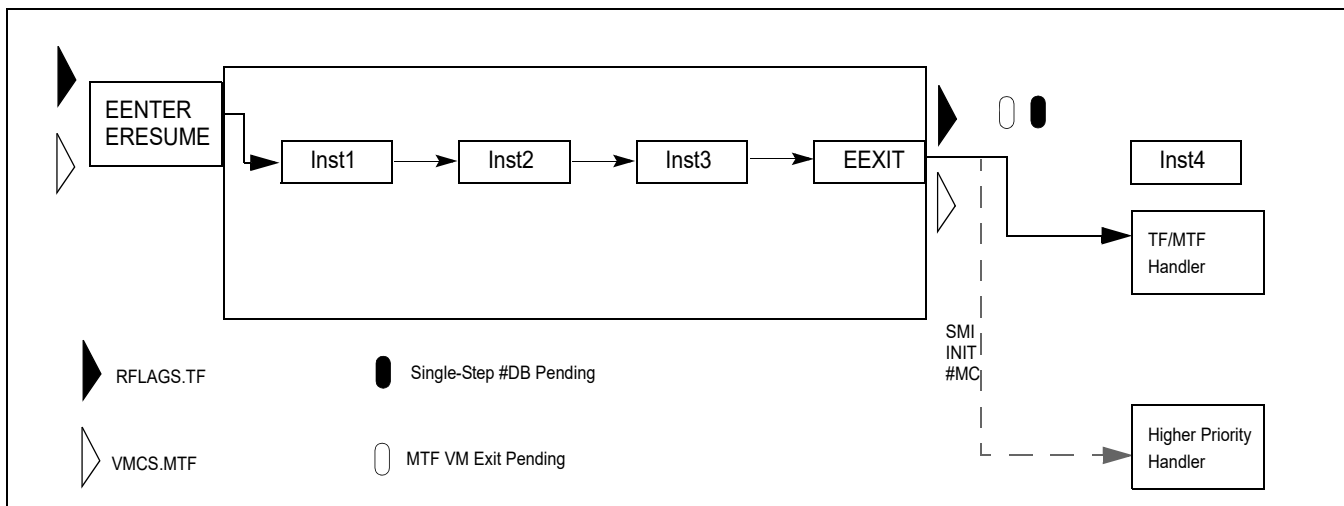 EENTER
ERESUME
Inst1
Inst2
Inst3
EEXIT
Inst4
TF/MTF
Handler
SMI
INIT
#MC
RFLAGS.TF
Single-Step #DB Pending
VMCS.MTF
MTF VM Exit Pending
Higher Priority
Handler